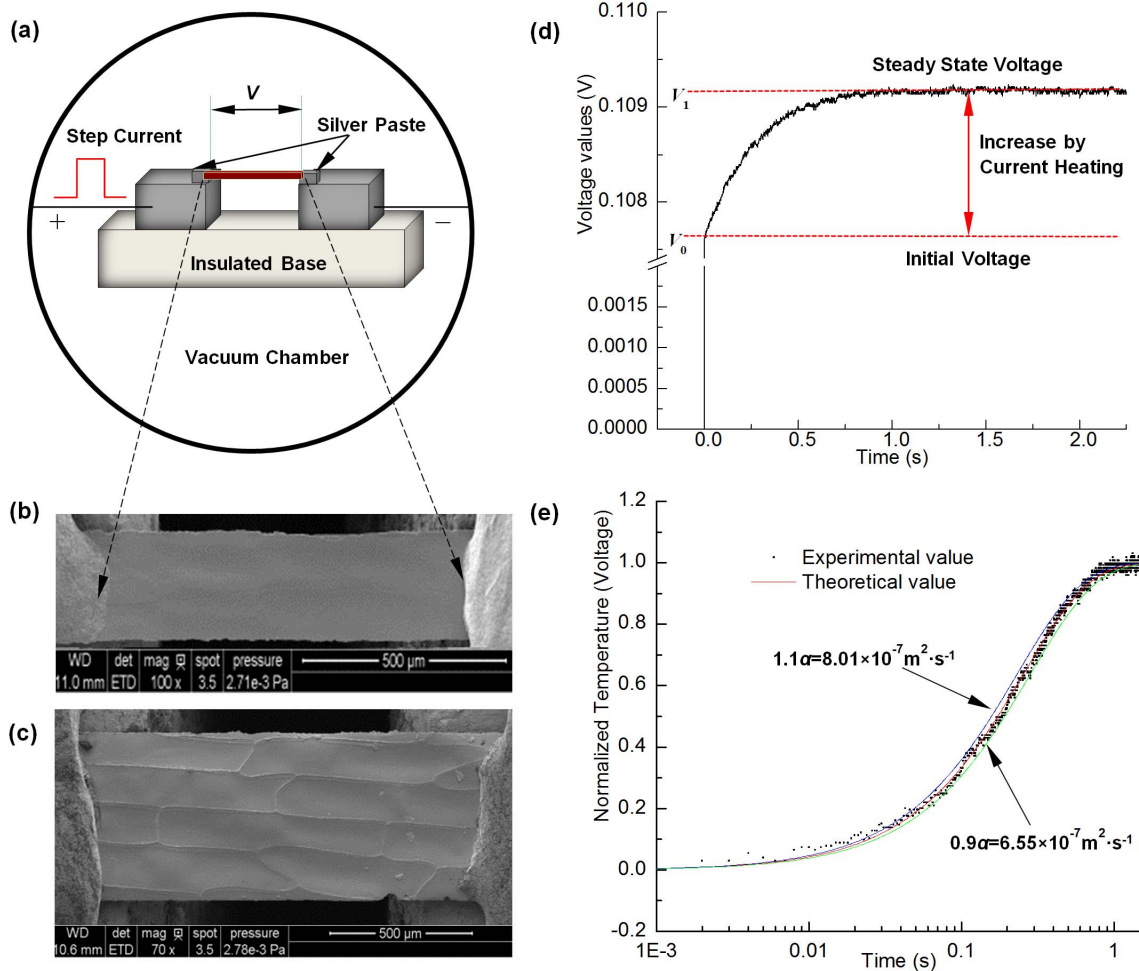 (a)
V
Step Current
Silver Paste
+
−
Insulated Base
Vacuum Chamber
(b)
WD det mag spot pressure
11.0 mm ETD 100 x 3.5 2.71e-3 Pa
500 µm
(c)
WD det mag spot pressure
10.6 mm ETD 70 x 3.5 2.78e-3 Pa
500 µm
(d)
0.110
Steady State Voltage
V1
0.109
Increase by
Current Heating
0.108
V0
Initial Voltage
0.0015
0.0010
0.0005
0.0000
Voltage values (V)
0.0 0.5 1.0 1.5 2.0
Time (s)
(e)
1.2
1.0
0.8
0.6
0.4
0.2
0.0
-0.2
Normalized Temperature (Voltage)
Experimental value
Theoretical value
1.1α=8.01×10⁻⁷m²·s⁻¹
0.9α=6.55×10⁻⁷m²·s⁻¹
1E-3 0.01 0.1 1
Time (s)